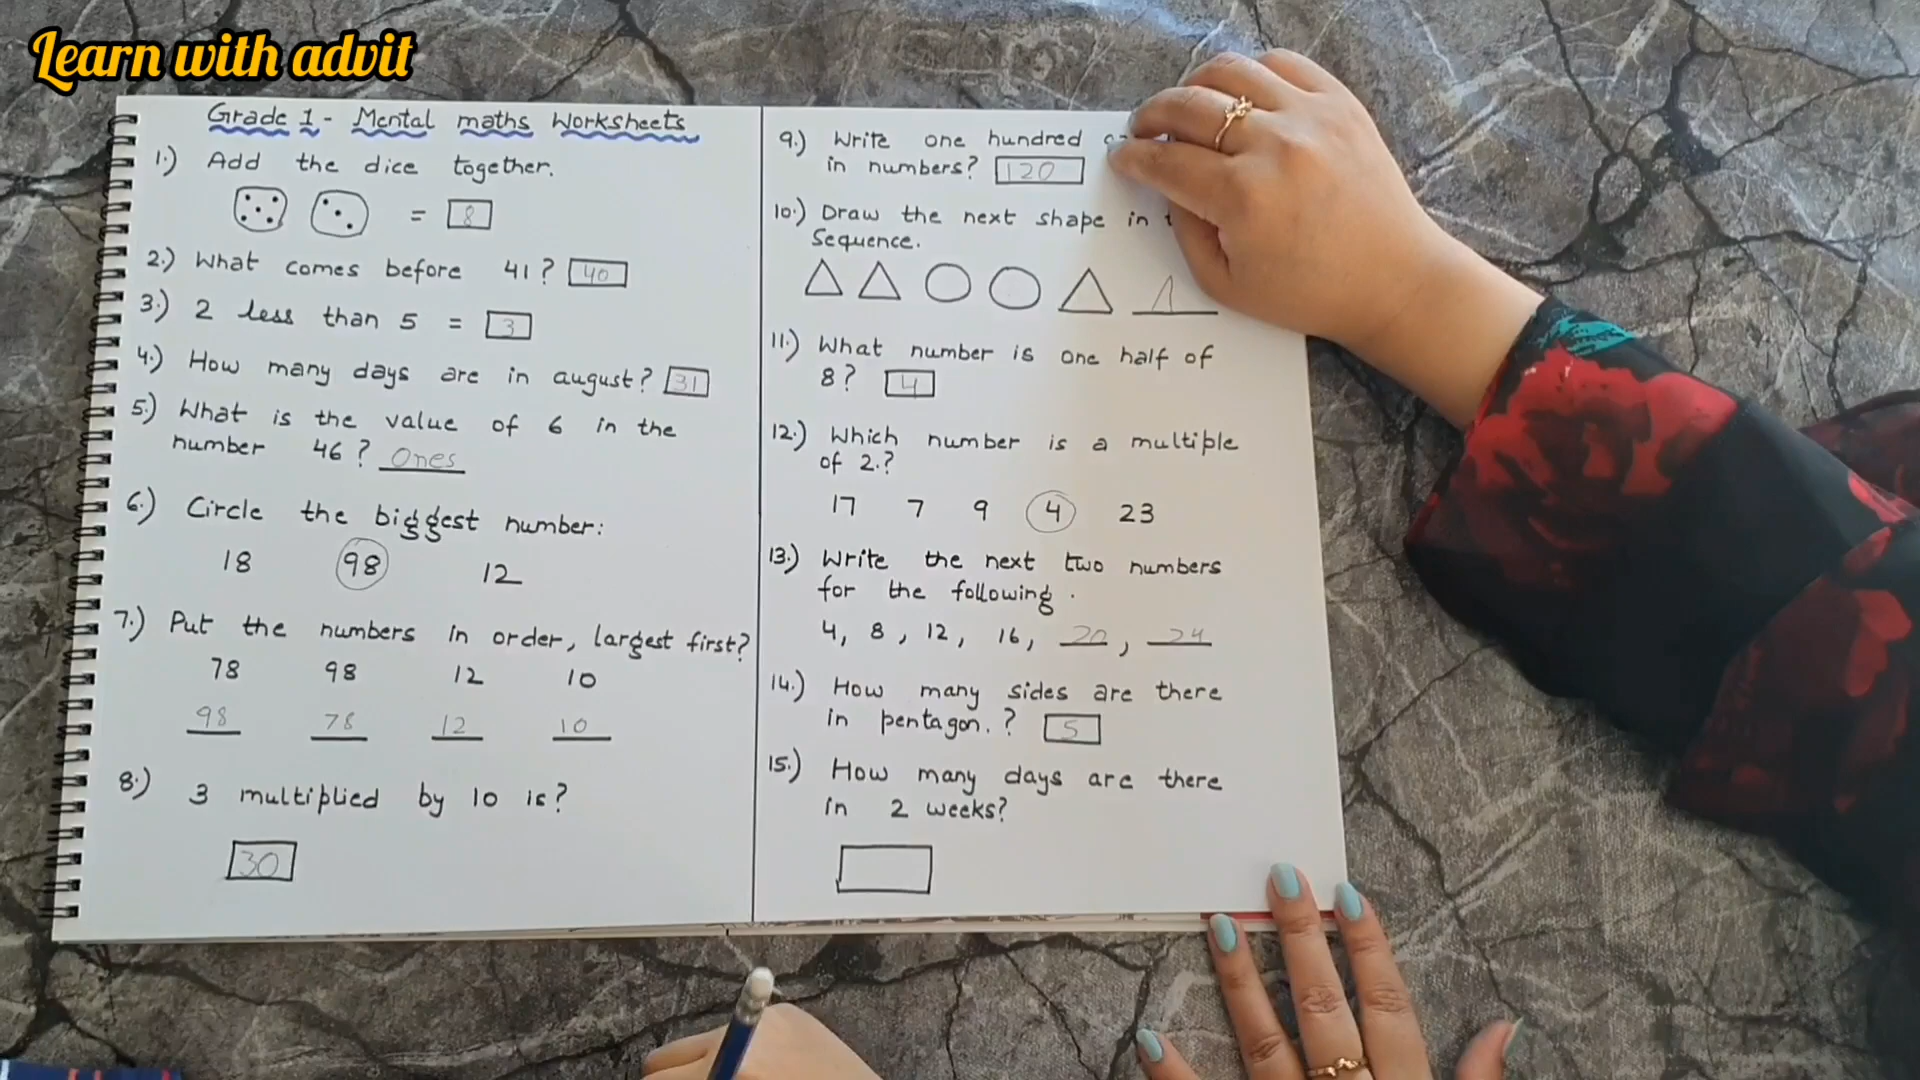 Learn with advit
Grade 1 - Mental maths Worksheets
1.) Add the dice together.
= 8
2.) What comes before 41? 40
3.) 2 less than 5 = 3
4.) How many days are in august? 31
5.) What is the value of 6 in the
number 46? Ones
6.) Circle the biggest number:
18 98 12
7.) Put the numbers in order, largest first?
78 98 12 10
98 78 12 10
8.) 3 multiplied by 10 is?
30
9.) Write one hundred
in numbers? 120
10.) Draw the next shape in
Sequence.
11.) What number is one half of
8? 4
12.) Which number is a multiple
of 2.?
17 7 9 4 23
13.) Write the next two numbers
for the following.
4, 8, 12, 16, 20, 24
14.) How many sides are there
in pentagon.? 5
15.) How many days are there
in 2 weeks?